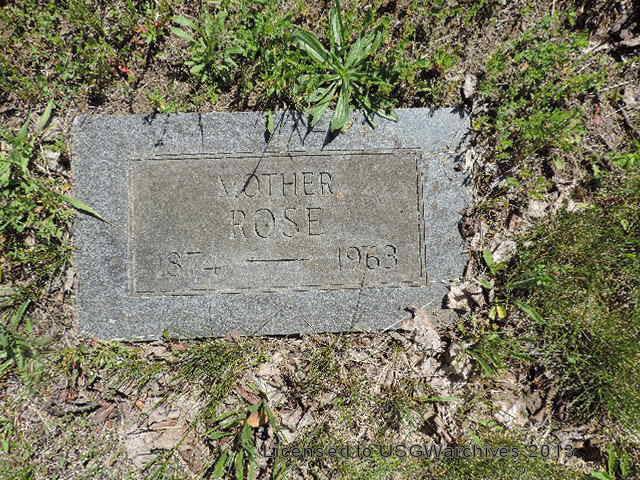 MOTHER
ROSE
1874 — 1963
Licensed to USGWarchives 2013